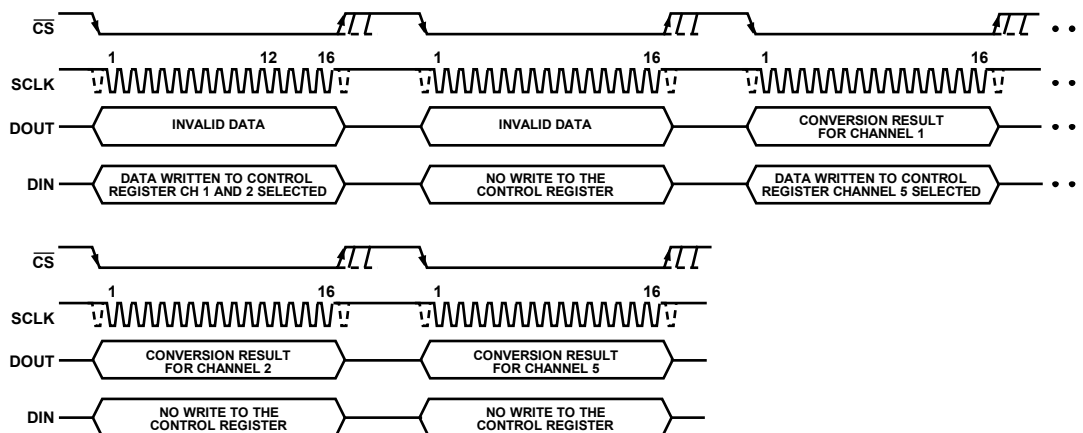 CS
1 12 16 1 16 1 16
SCLK
DOUT INVALID DATA INVALID DATA CONVERSION RESULT
FOR CHANNEL 1
DIN DATA WRITTEN TO CONTROL
REGISTER CH 1 AND 2 SELECTED NO WRITE TO THE
CONTROL REGISTER DATA WRITTEN TO CONTROL
REGISTER CHANNEL 5 SELECTED
CS
1 16 1 16
SCLK
DOUT CONVERSION RESULT
FOR CHANNEL 2 CONVERSION RESULT
FOR CHANNEL 5
DIN NO WRITE TO THE
CONTROL REGISTER NO WRITE TO THE
CONTROL REGISTER